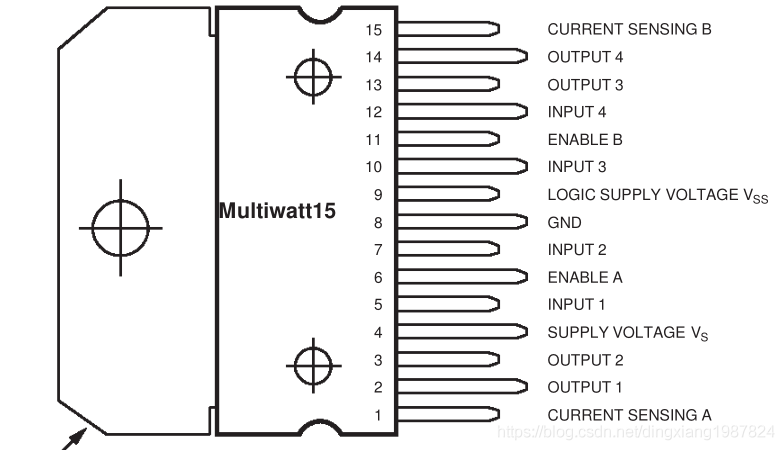 15 CURRENT SENSING B
14 OUTPUT 4
13 OUTPUT 3
12 INPUT 4
11 ENABLE B
10 INPUT 3
9 LOGIC SUPPLY VOLTAGE VSS
Multiwatt15
8 GND
7 INPUT 2
6 ENABLE A
5 INPUT 1
4 SUPPLY VOLTAGE VS
3 OUTPUT 2
2 OUTPUT 1
1 CURRENT SENSING A
https://blog.csdn.net/dingxiang1987824